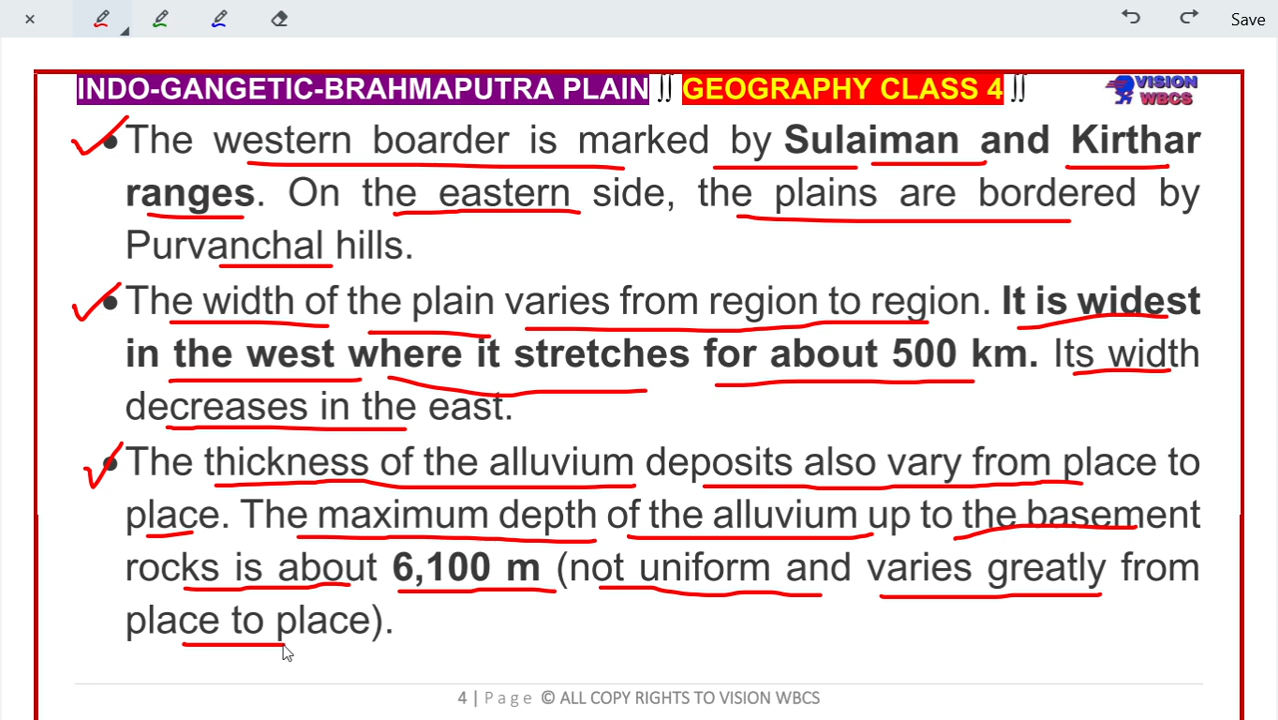 Save
INDO-GANGETIC-BRAHMAPUTRA PLAIN || GEOGRAPHY CLASS 4 || VISION WBCS
• The western boarder is marked by Sulaiman and Kirthar
ranges. On the eastern side, the plains are bordered by
Purvanchal hills.
• The width of the plain varies from region to region. It is widest
in the west where it stretches for about 500 km. Its width
decreases in the east.
• The thickness of the alluvium deposits also vary from place to
place. The maximum depth of the alluvium up to the basement
rocks is about 6,100 m (not uniform and varies greatly from
place to place).
4 | Page © ALL COPY RIGHTS TO VISION WBCS